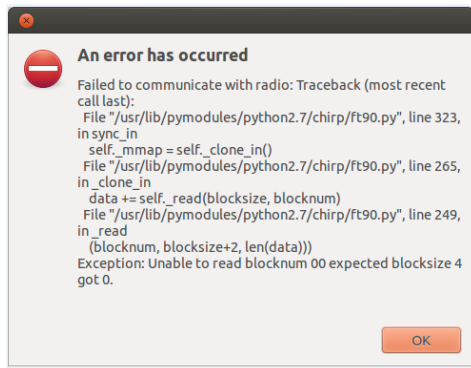 An error has occurred
Failed to communicate with radio: Traceback (most recent
call last):
File "/usr/lib/pymodules/python2.7/chirp/ft90.py", line 323,
in sync_in
self._mmap = self._clone_in()
File "/usr/lib/pymodules/python2.7/chirp/ft90.py", line 265,
in _clone_in
data += self._read(blocksize, blocknum)
File "/usr/lib/pymodules/python2.7/chirp/ft90.py", line 249,
in _read
(blocknum, blocksize+2, len(data)))
Exception: Unable to read blocknum 00 expected blocksize 4
got 0.
OK